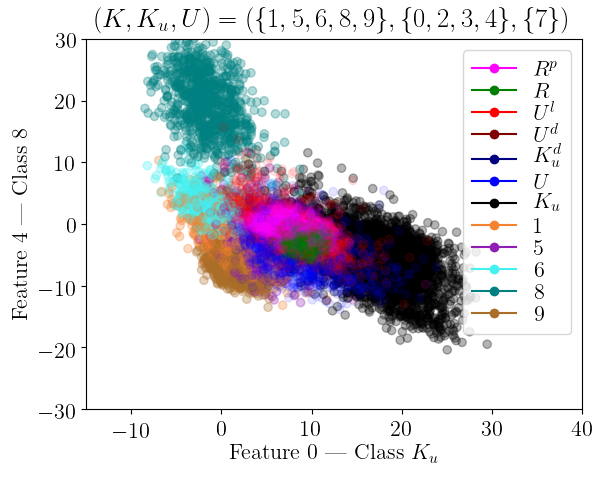 (K, K_u, U) = ({1, 5, 6, 8, 9}, {0, 2, 3, 4}, {7})
30
20
10
0
−10
−20
−30
Feature 4 — Class 8
R^p
R
U^l
U^d
K_u^d
U
K_u
1
5
6
8
9
−10
0
10
20
30
40
Feature 0 — Class K_u